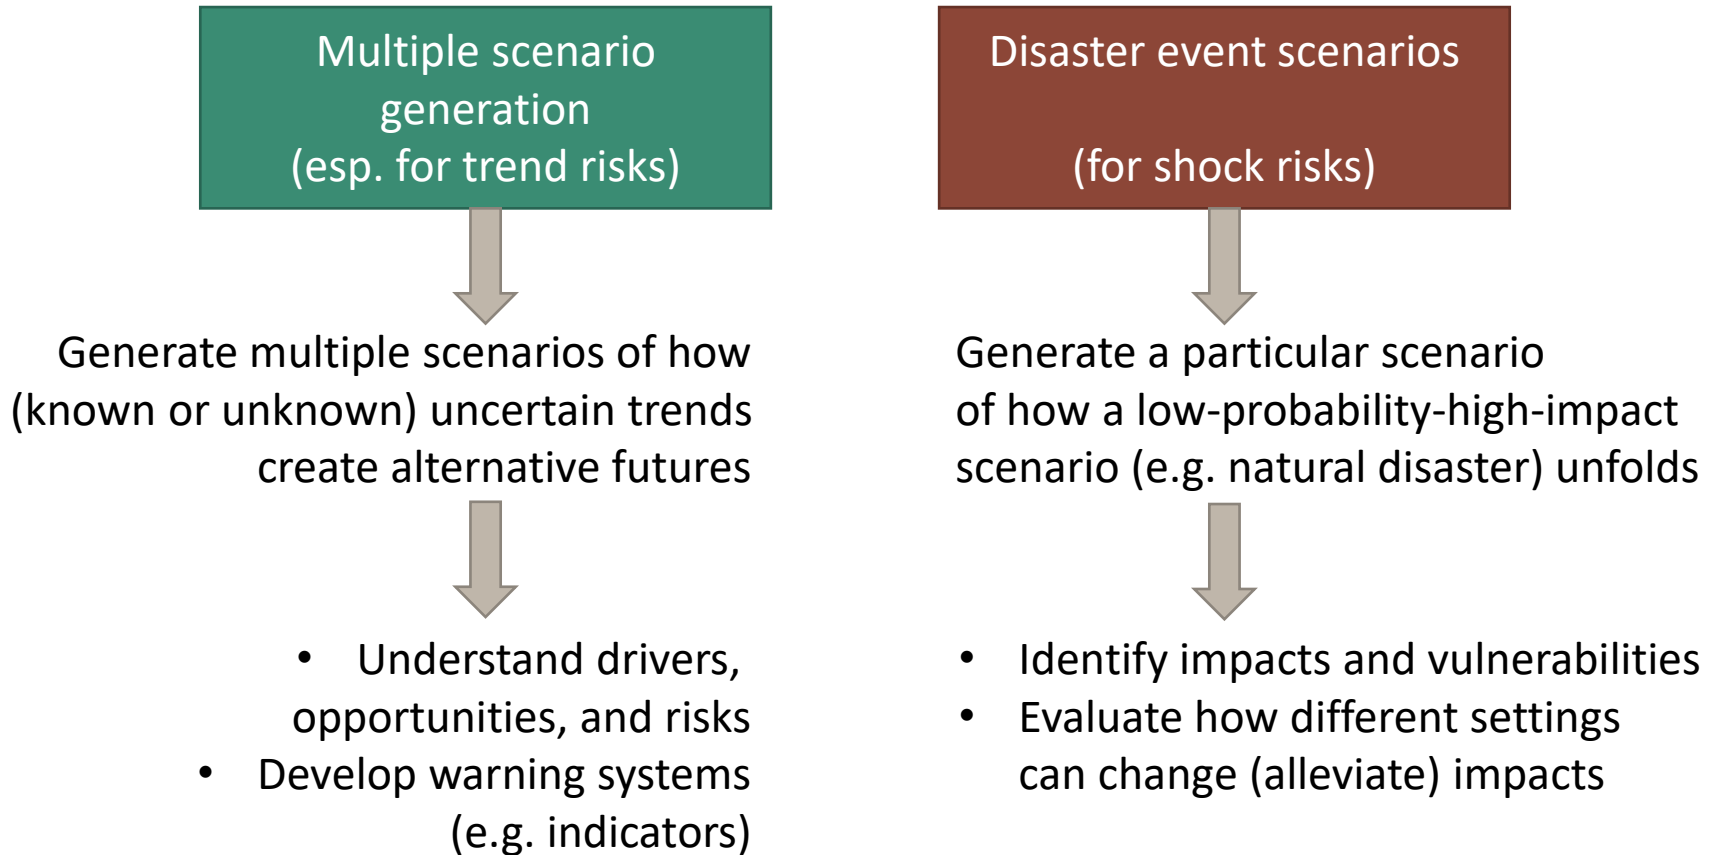 Multiple scenario
generation
(esp. for trend risks)
Generate multiple scenarios of how
(known or unknown) uncertain trends
create alternative futures
• Understand drivers,
opportunities, and risks
• Develop warning systems
(e.g. indicators)
Disaster event scenarios
(for shock risks)
Generate a particular scenario
of how a low-probability-high-impact
scenario (e.g. natural disaster) unfolds
• Identify impacts and vulnerabilities
• Evaluate how different settings
can change (alleviate) impacts